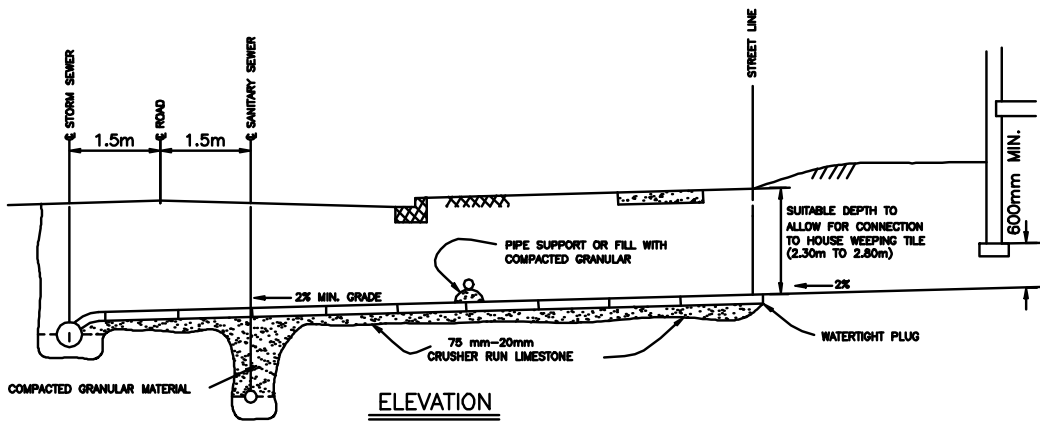 ℄ STORM SEWER
℄ ROAD
℄ SANITARY SEWER
STREET LINE
1.5m
1.5m
600mm MIN.
SUITABLE DEPTH TO
ALLOW FOR CONNECTION
TO HOUSE WEEPING TILE
(2.30m TO 2.80m)
PIPE SUPPORT OR FILL WITH
COMPACTED GRANULAR
2% MIN. GRADE
2%
WATERTIGHT PLUG
75 mm-20mm
CRUSHER RUN LIMESTONE
COMPACTED GRANULAR MATERIAL
ELEVATION